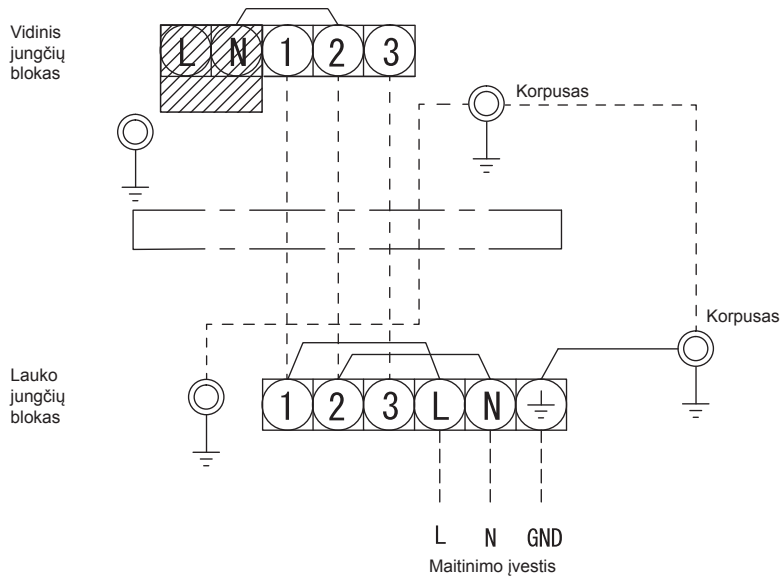 Vidinis
jungčių
blokas
L N 1 2 3
Korpusas
Korpusas
Lauko
jungčių
blokas
1 2 3 L N
L N GND
Maitinimo įvestis